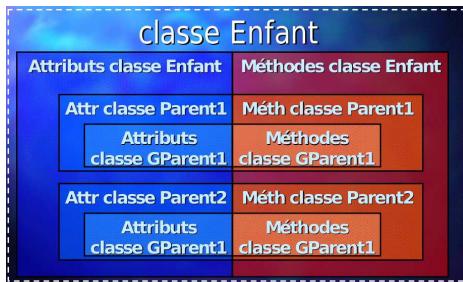 classe Enfant
Attributs classe Enfant
Méthodes classe Enfant
Attr classe Parent1
Méth classe Parent1
Attributs
classe GParent1
Méthodes
classe GParent1
Attr classe Parent2
Méth classe Parent2
Attributs
classe GParent1
Méthodes
classe GParent1